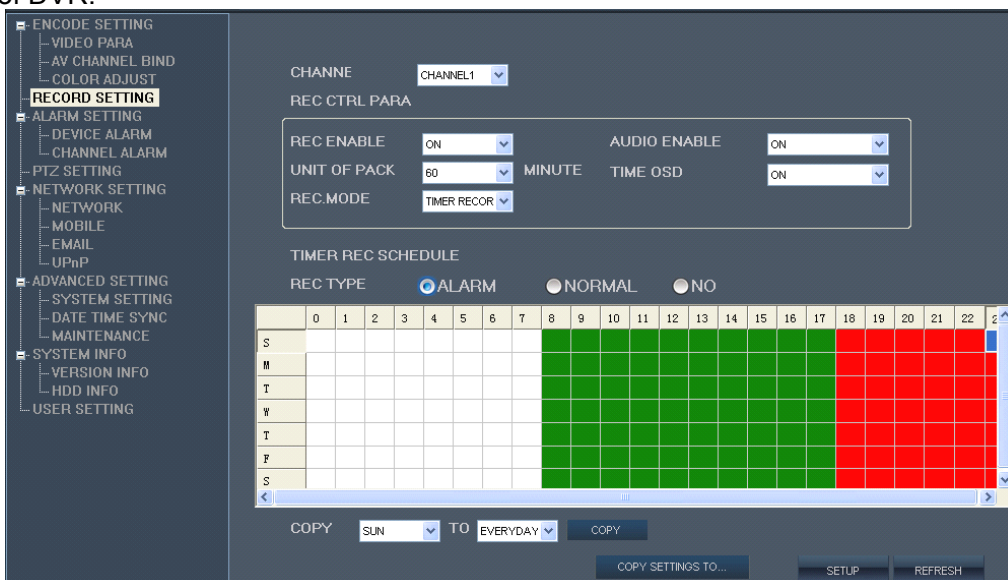 of DVR.
ENCODE SETTING
VIDEO PARA
AV CHANNEL BIND
COLOR ADJUST
RECORD SETTING
ALARM SETTING
DEVICE ALARM
CHANNEL ALARM
PTZ SETTING
NETWORK SETTING
NETWORK
MOBILE
EMAIL
UPnP
ADVANCED SETTING
SYSTEM SETTING
DATE TIME SYNC
MAINTENANCE
SYSTEM INFO
VERSION INFO
HDD INFO
USER SETTING
CHANNE CHANNEL1
REC CTRL PARA
REC ENABLE ON AUDIO ENABLE ON
UNIT OF PACK 60 MINUTE TIME OSD ON
REC.MODE TIMER RECOR
TIMER REC SCHEDULE
REC TYPE ALARM NORMAL NO
0 1 2 3 4 5 6 7 8 9 10 11 12 13 14 15 16 17 18 19 20 21 22 2
S
M
T
W
T
F
S
COPY SUN TO EVERYDAY COPY
COPY SETTINGS TO...
SETUP REFRESH